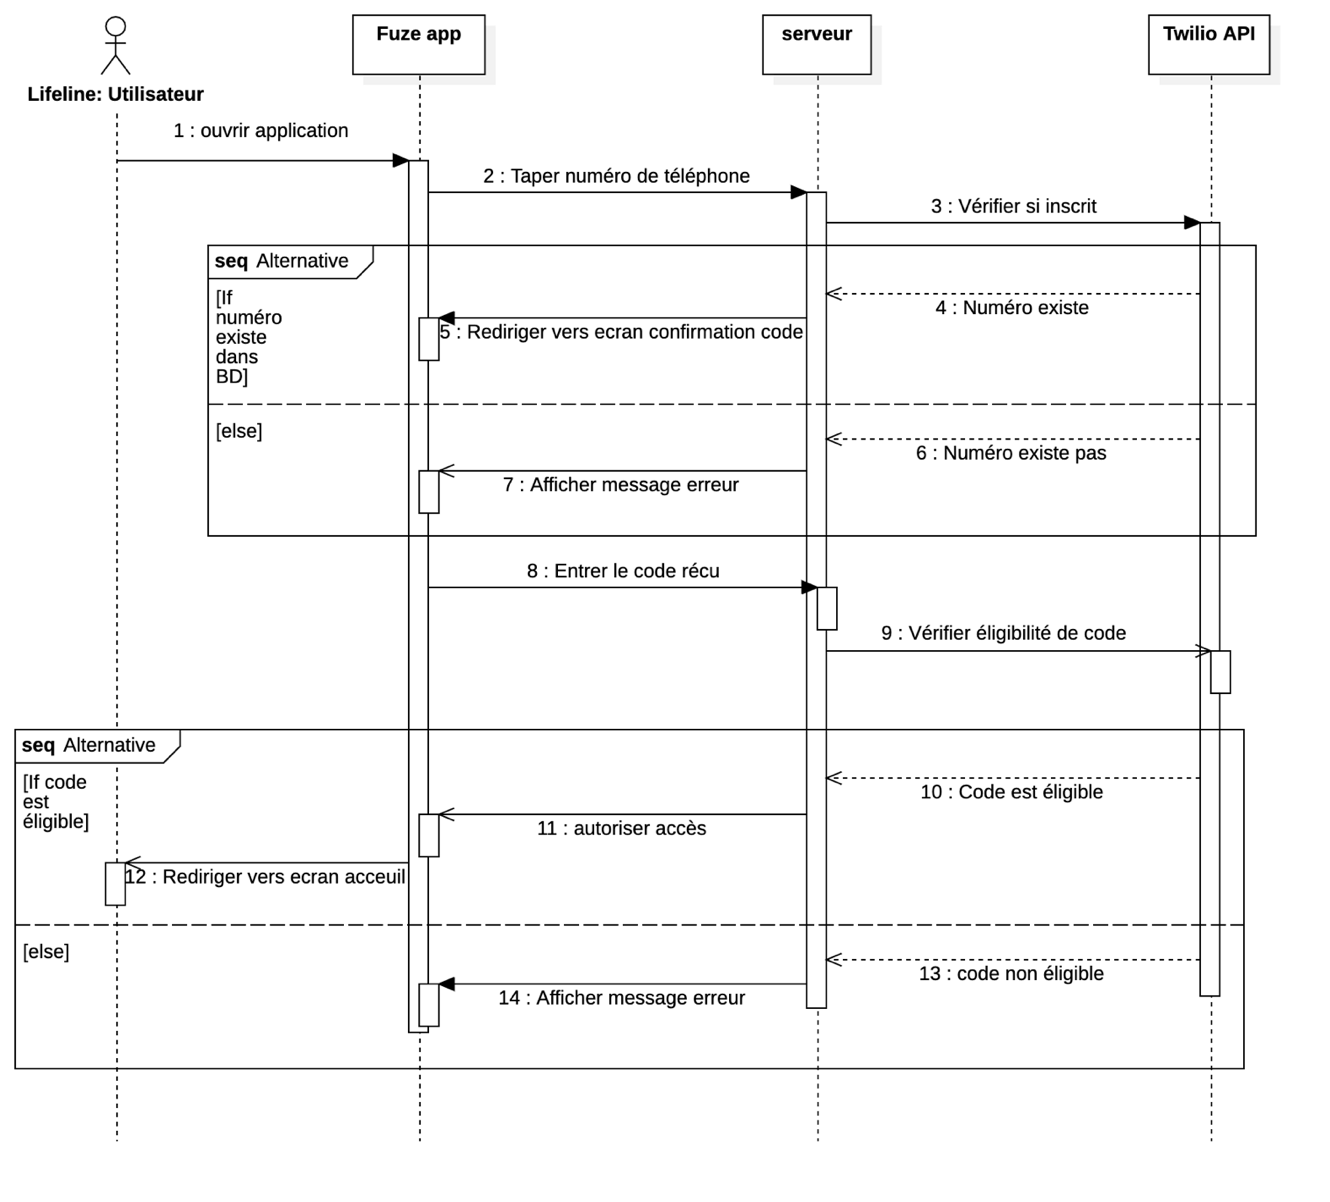 Fuze app
serveur
Twilio API
Lifeline: Utilisateur
1 : ouvrir application
2 : Taper numéro de téléphone
3 : Vérifier si inscrit
seq Alternative
[If
numéro
existe
dans
BD]
4 : Numéro existe
5 : Rediriger vers ecran confirmation code
[else]
6 : Numéro existe pas
7 : Afficher message erreur
8 : Entrer le code récu
9 : Vérifier éligibilité de code
seq Alternative
[If code
est
éligible]
10 : Code est éligible
11 : autoriser accès
12 : Rediriger vers ecran acceuil
[else]
13 : code non éligible
14 : Afficher message erreur